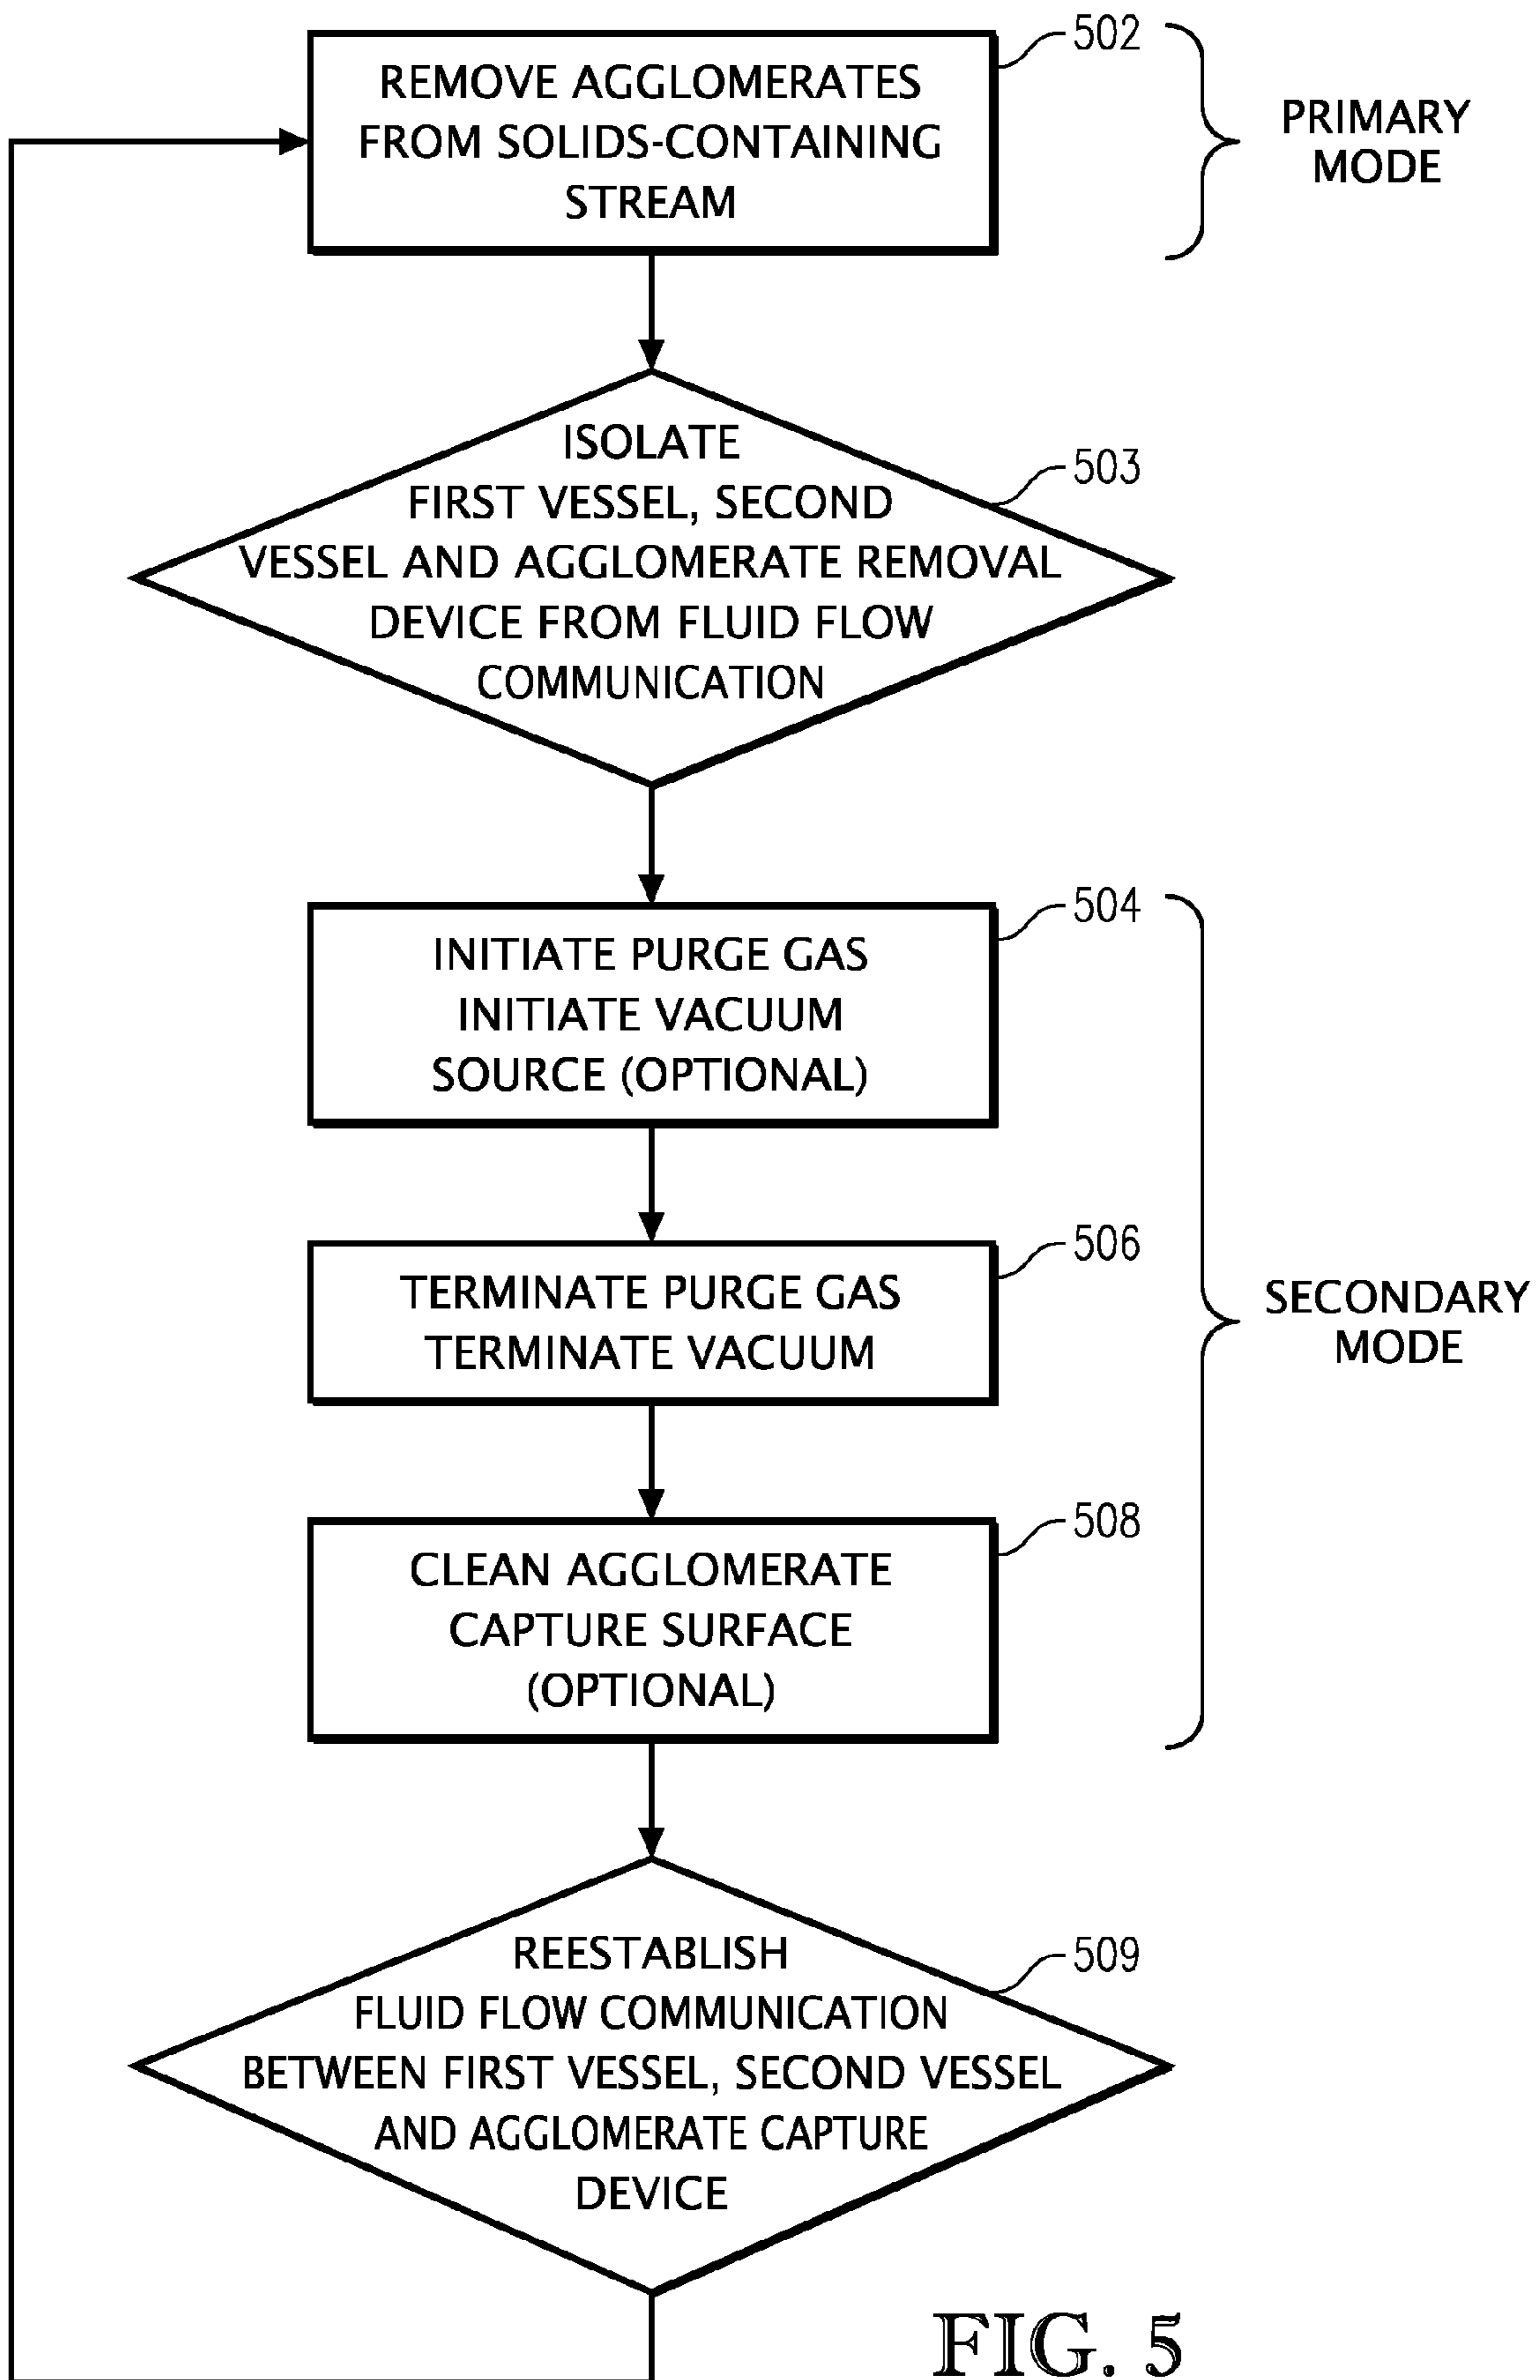 502
REMOVE AGGLOMERATES
FROM SOLIDS-CONTAINING
STREAM
PRIMARY
MODE
503
ISOLATE
FIRST VESSEL, SECOND
VESSEL AND AGGLOMERATE REMOVAL
DEVICE FROM FLUID FLOW
COMMUNICATION
504
INITIATE PURGE GAS
INITIATE VACUUM
SOURCE (OPTIONAL)
506
TERMINATE PURGE GAS
TERMINATE VACUUM
SECONDARY
MODE
508
CLEAN AGGLOMERATE
CAPTURE SURFACE
(OPTIONAL)
509
REESTABLISH
FLUID FLOW COMMUNICATION
BETWEEN FIRST VESSEL, SECOND VESSEL
AND AGGLOMERATE CAPTURE
DEVICE
FIG. 5